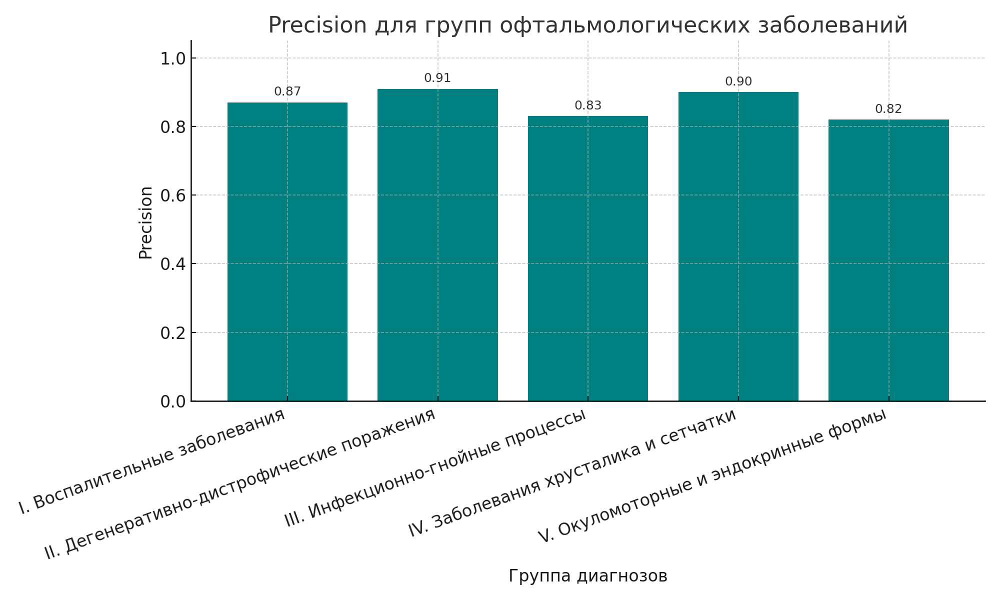 Precision для групп офтальмологических заболеваний
1.0
0.8
0.6
0.4
0.2
0.0
Precision
0.87
0.91
0.83
0.90
0.82
I. Воспалительные заболевания
II. Дегенеративно-дистрофические поражения
III. Инфекционно-гнойные процессы
IV. Заболевания хрусталика и сетчатки
V. Окуломоторные и эндокринные формы
Группа диагнозов